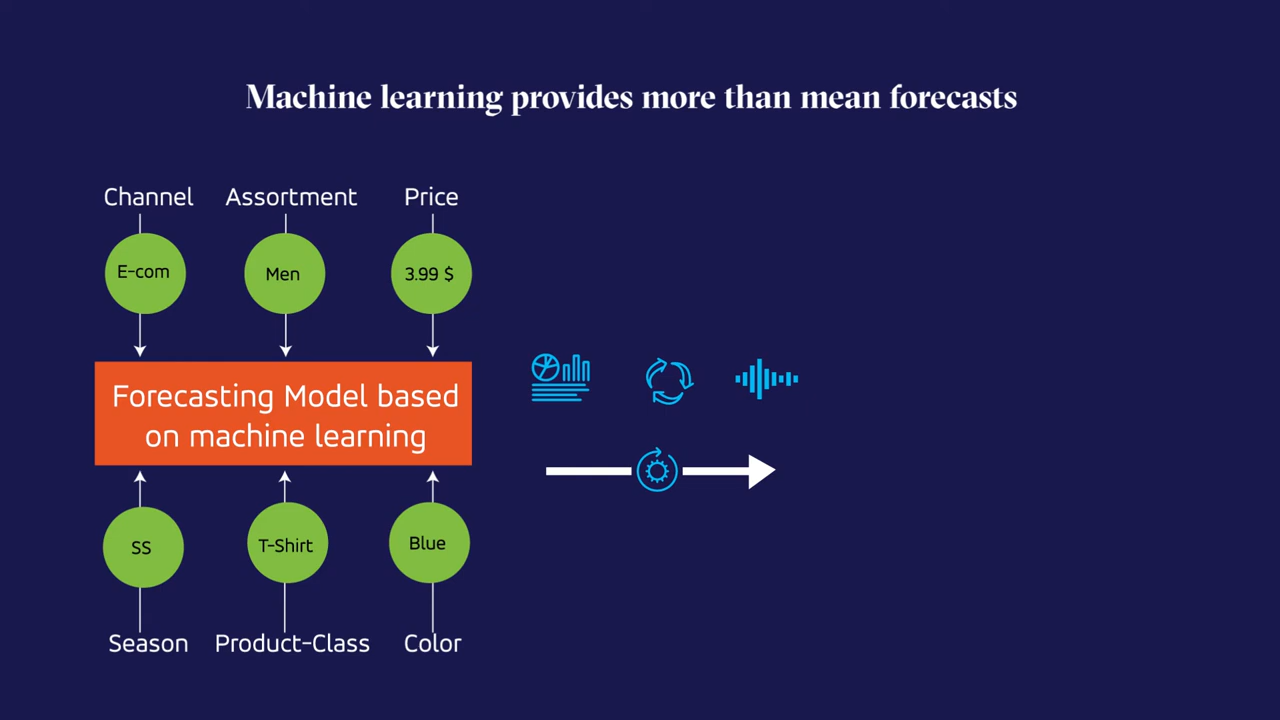 Machine learning provides more than mean forecasts
Channel Assortment Price
E-com Men 3.99 $
Forecasting Model based
on machine learning
SS T-Shirt Blue
Season Product-Class Color